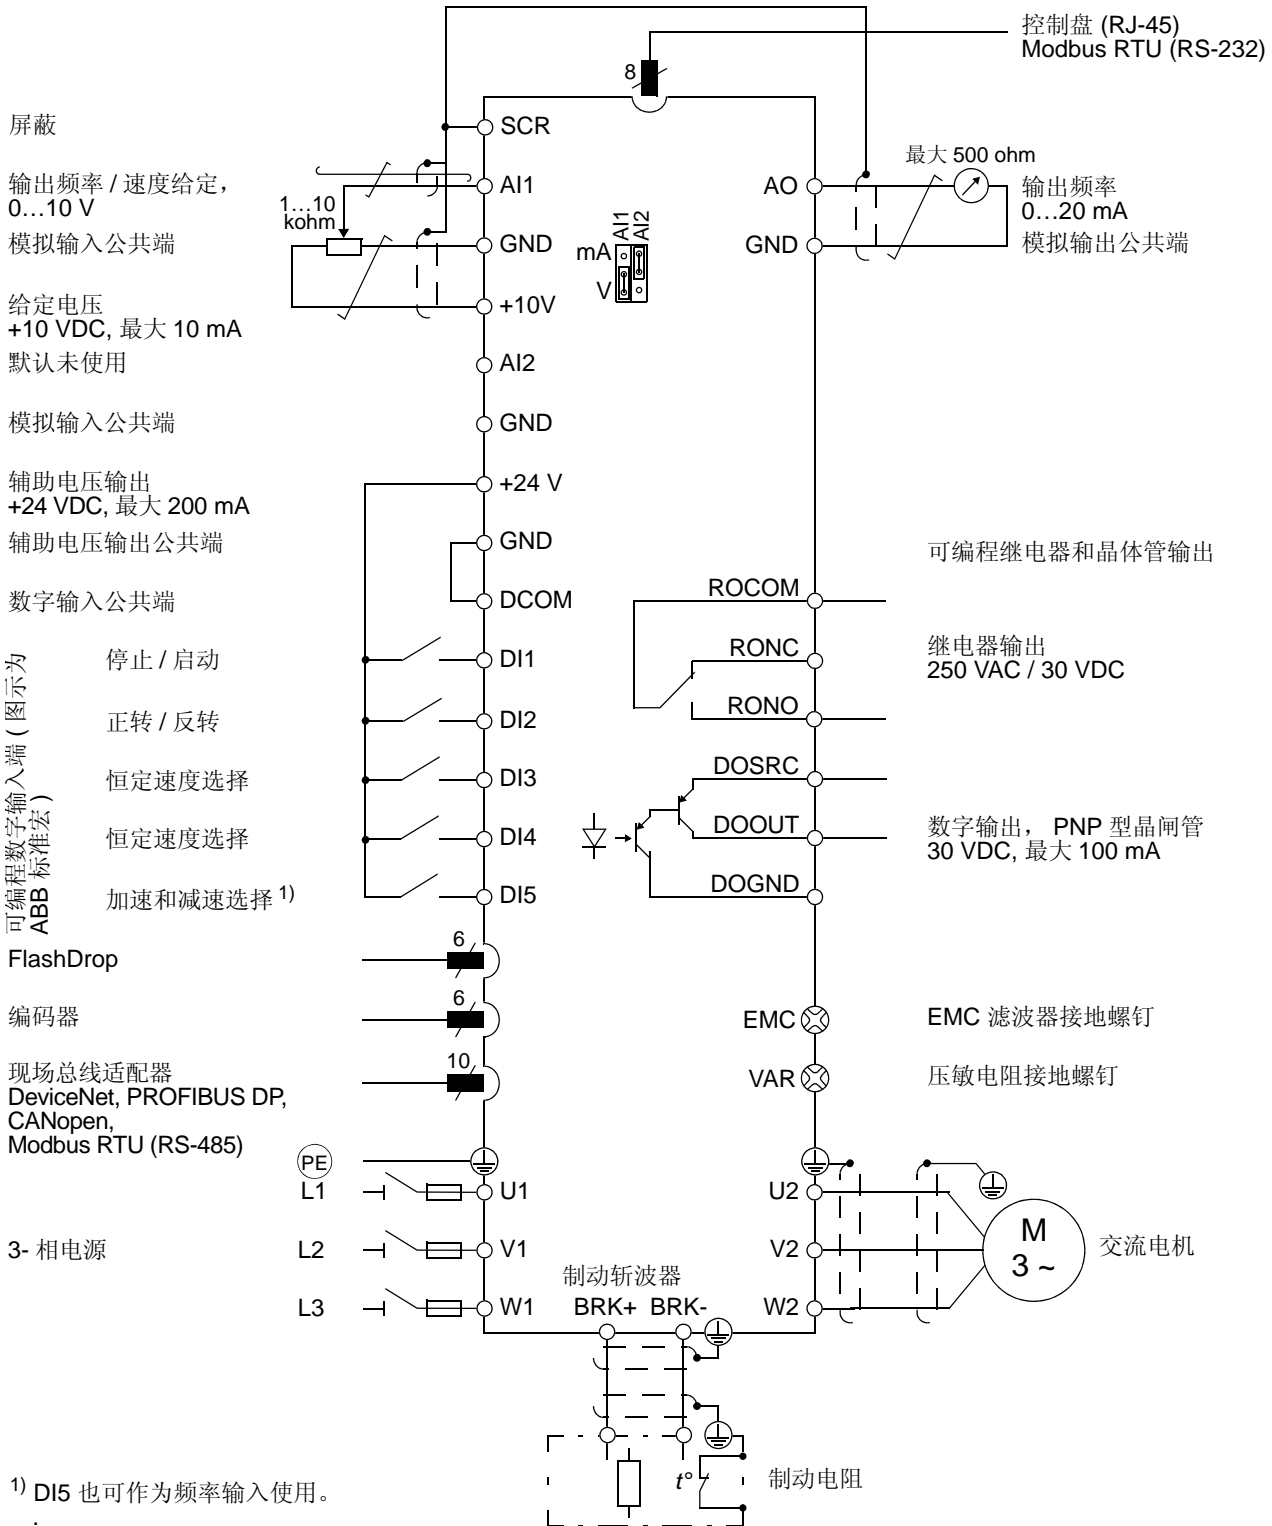 控制盘 (RJ-45)
Modbus RTU (RS-232)
8
屏蔽
SCR
最大 500 ohm
输出频率 / 速度给定，
0…10 V
1…10
kohm
AI1
AO
输出频率
0…20 mA
模拟输入公共端
GND
AI1
AI2
mA
V
GND
模拟输出公共端
给定电压
+10 VDC, 最大 10 mA
+10V
默认未使用
AI2
模拟输入公共端
GND
辅助电压输出
+24 VDC, 最大 200 mA
+24 V
辅助电压输出公共端
GND
可编程继电器和晶体管输出
数字输入公共端
DCOM
ROCOM
可编程数字输入端 ( 图示为
ABB 标准宏 )
停止 / 启动
DI1
RONC
继电器输出
250 VAC / 30 VDC
正转 / 反转
DI2
RONO
恒定速度选择
DI3
DOSRC
恒定速度选择
DI4
DOOUT
数字输出， PNP 型晶闸管
30 VDC, 最大 100 mA
加速和减速选择 1)
DI5
DOGND
FlashDrop
6
编码器
6
EMC
EMC 滤波器接地螺钉
现场总线适配器
DeviceNet, PROFIBUS DP,
CANopen,
Modbus RTU (RS-485)
10
VAR
压敏电阻接地螺钉
PE
L1
U1
U2
3- 相电源
L2
V1
V2
M
3 ~
交流电机
L3
W1
制动斩波器
BRK+ BRK-
W2
t°
制动电阻
1) DI5 也可作为频率输入使用。
.